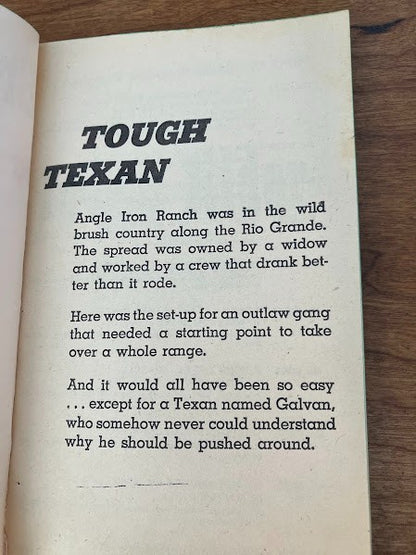 TOUGH
TEXAN
Angle Iron Ranch was in the wild
brush country along the Rio Grande.
The spread was owned by a widow
and worked by a crew that drank bet-
ter than it rode.
Here was the set-up for an outlaw gang
that needed a starting point to take
over a whole range.
And it would all have been so easy
... except for a Texan named Galvan,
who somehow never could understand
why he should be pushed around.